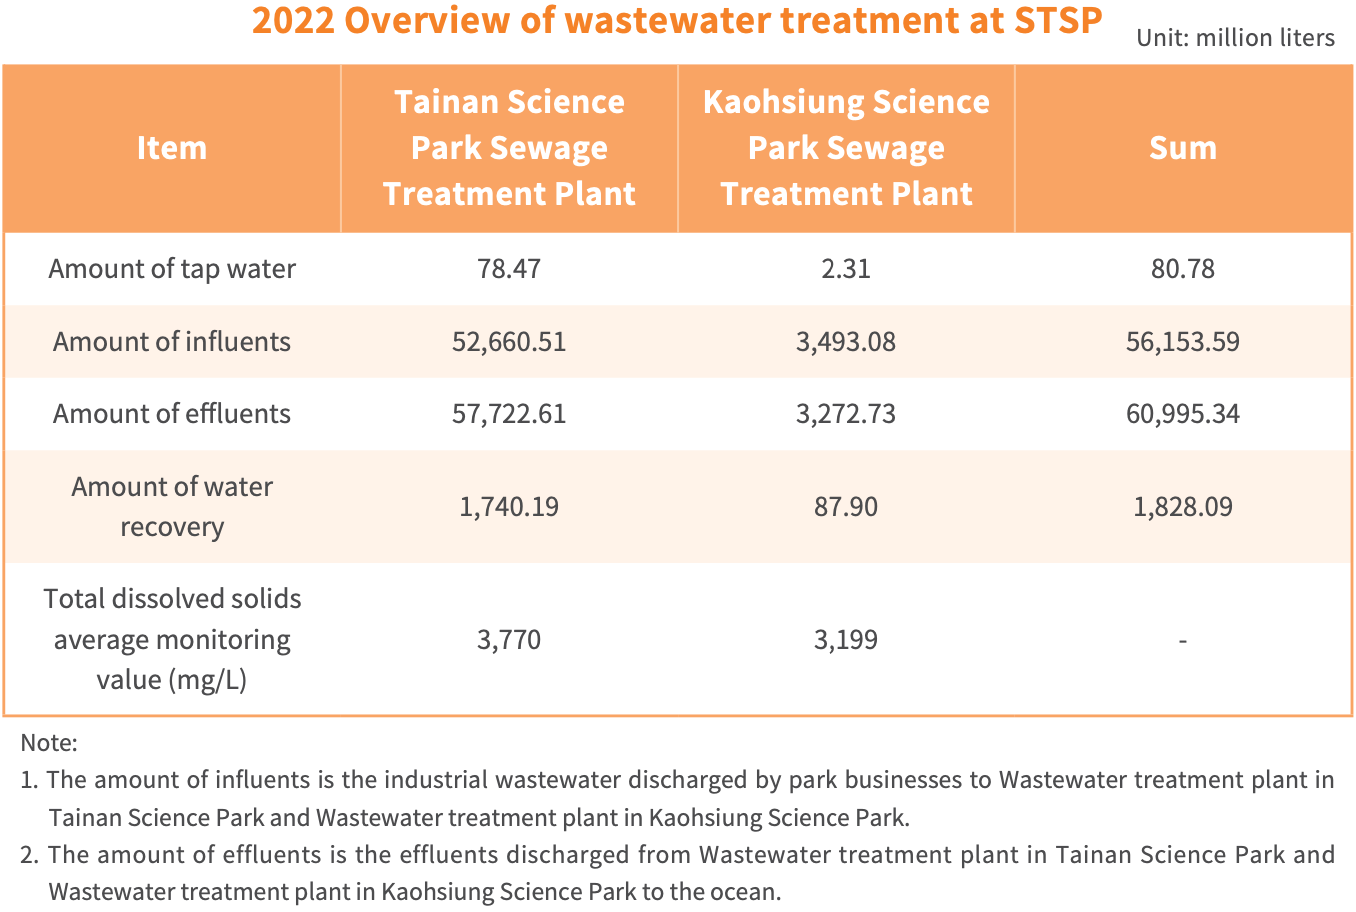 2022 Overview of wastewater treatment at STSP
Unit: million liters
Item
Tainan Science
Park Sewage
Treatment Plant
Kaohsiung Science
Park Sewage
Treatment Plant
Sum
Amount of tap water
78.47
2.31
80.78
Amount of influents
52,660.51
3,493.08
56,153.59
Amount of effluents
57,722.61
3,272.73
60,995.34
Amount of water
recovery
1,740.19
87.90
1,828.09
Total dissolved solids
average monitoring
value (mg/L)
3,770
3,199
-
Note:
1. The amount of influents is the industrial wastewater discharged by park businesses to Wastewater treatment plant in
Tainan Science Park and Wastewater treatment plant in Kaohsiung Science Park.
2. The amount of effluents is the effluents discharged from Wastewater treatment plant in Tainan Science Park and
Wastewater treatment plant in Kaohsiung Science Park to the ocean.